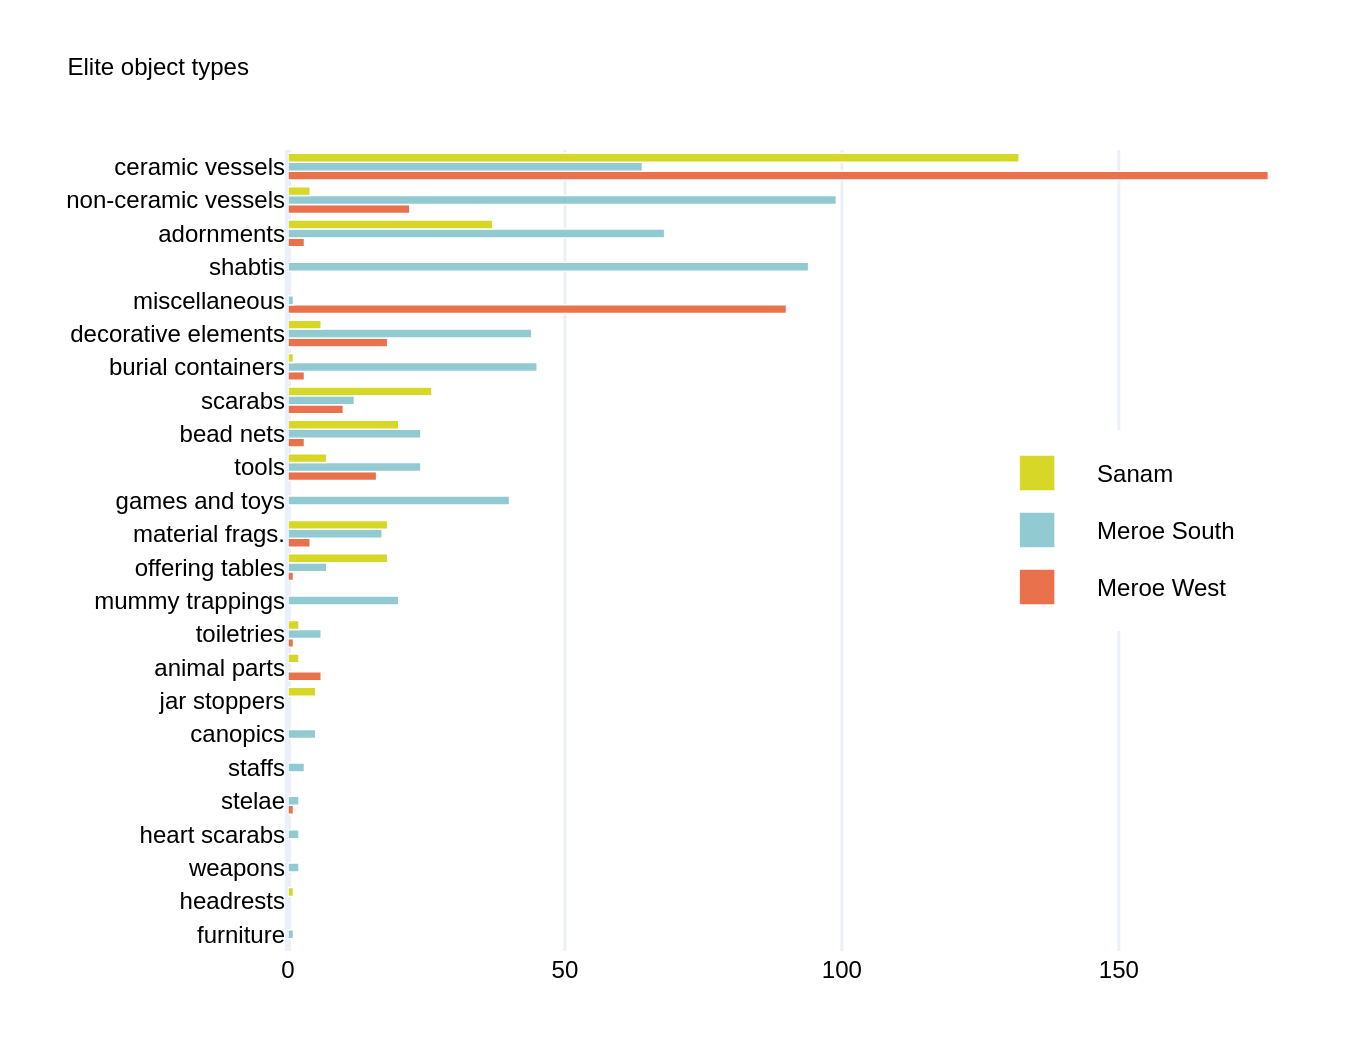 Elite object types
ceramic vessels
non-ceramic vessels
adornments
shabtis
miscellaneous
decorative elements
burial containers
scarabs
bead nets
tools
games and toys
material frags.
offering tables
mummy trappings
toiletries
animal parts
jar stoppers
canopics
staffs
stelae
heart scarabs
weapons
headrests
furniture
0 50 100 150
Sanam
Meroe South
Meroe West